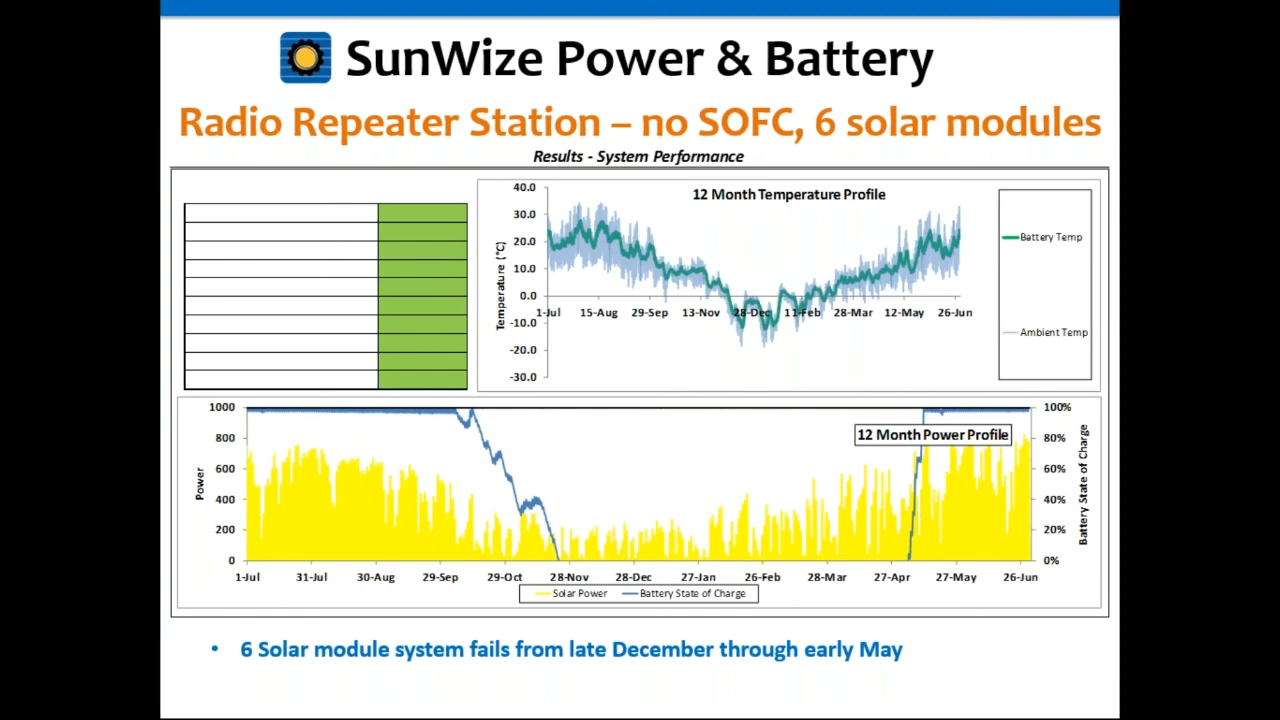 SunWize Power & Battery
Radio Repeater Station – no SOFC, 6 solar modules
Results - System Performance
12 Month Temperature Profile
Temperature (°C)
40.0
30.0
20.0
10.0
0.0
-10.0
-20.0
-30.0
1-Jul 15-Aug 29-Sep 13-Nov 28-Dec 11-Feb 28-Mar 12-May 26-Jun
Battery Temp
Ambient Temp
12 Month Power Profile
Power
1000
800
600
400
200
0
100%
80%
60%
40%
20%
0%
Battery State of Charge
1-Jul 31-Jul 30-Aug 29-Sep 29-Oct 28-Nov 28-Dec 27-Jan 26-Feb 28-Mar 27-Apr 27-May 26-Jun
Solar Power Battery State of Charge
• 6 Solar module system fails from late December through early May